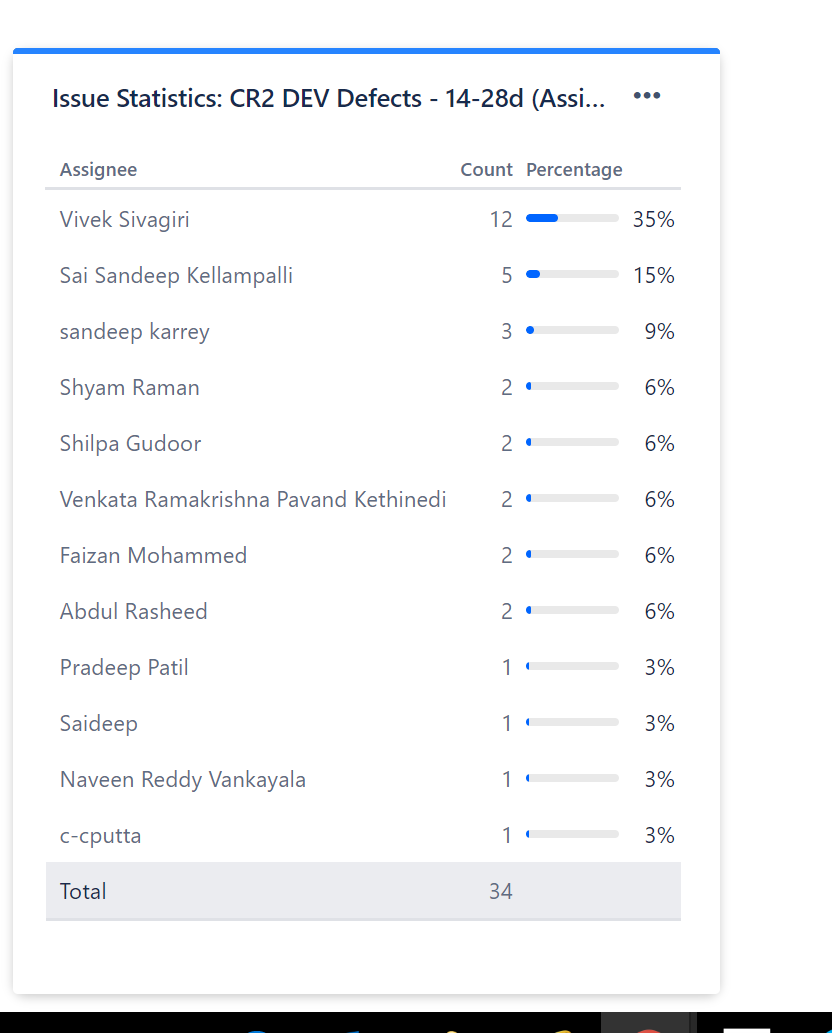 Issue Statistics: CR2 DEV Defects - 14-28d (Assi... •••
Assignee Count Percentage
Vivek Sivagiri 12 35%
Sai Sandeep Kellampalli 5 15%
sandeep karrey 3 9%
Shyam Raman 2 6%
Shilpa Gudoor 2 6%
Venkata Ramakrishna Pavand Kethinedi 2 6%
Faizan Mohammed 2 6%
Abdul Rasheed 2 6%
Pradeep Patil 1 3%
Saideep 1 3%
Naveen Reddy Vankayala 1 3%
c-cputta 1 3%
Total 34